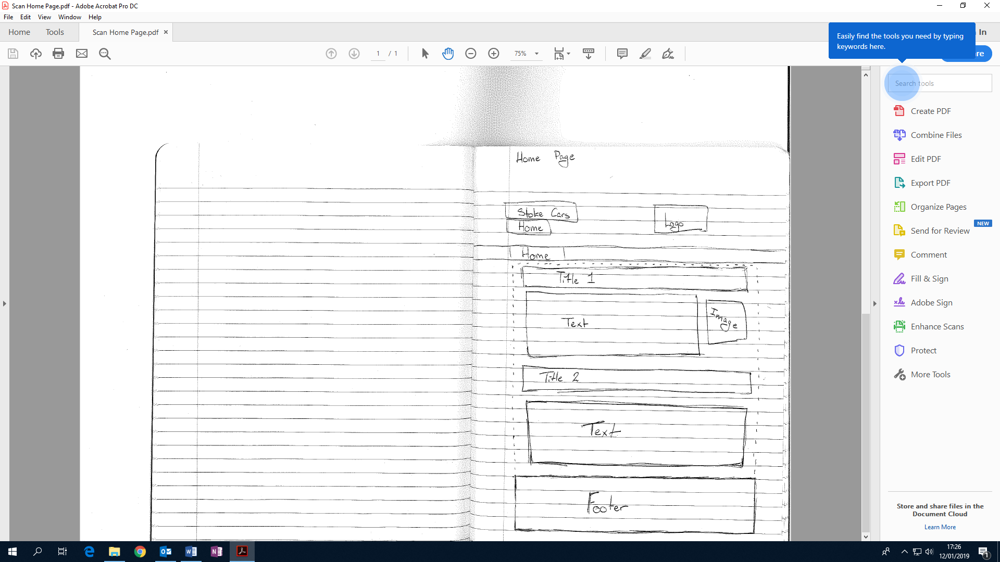 Scan Home Page.pdf - Adobe Acrobat Pro DC
File Edit View Window Help
Home Tools Scan Home Page.pdf ×
In
Easily find the tools you need by typing
keywords here.
1 / 1 75%
re
Search tools
Create PDF
Combine Files
Edit PDF
Export PDF
Organize Pages
Send for Review NEW
Comment
Fill & Sign
Adobe Sign
Enhance Scans
Protect
More Tools
Store and share files in the
Document Cloud
Learn More
Home Page
Stoke Cars
Home
Logo
Home
Title 1
Text
Image
Title 2
Text
Footer
17:26
12/01/2019
1